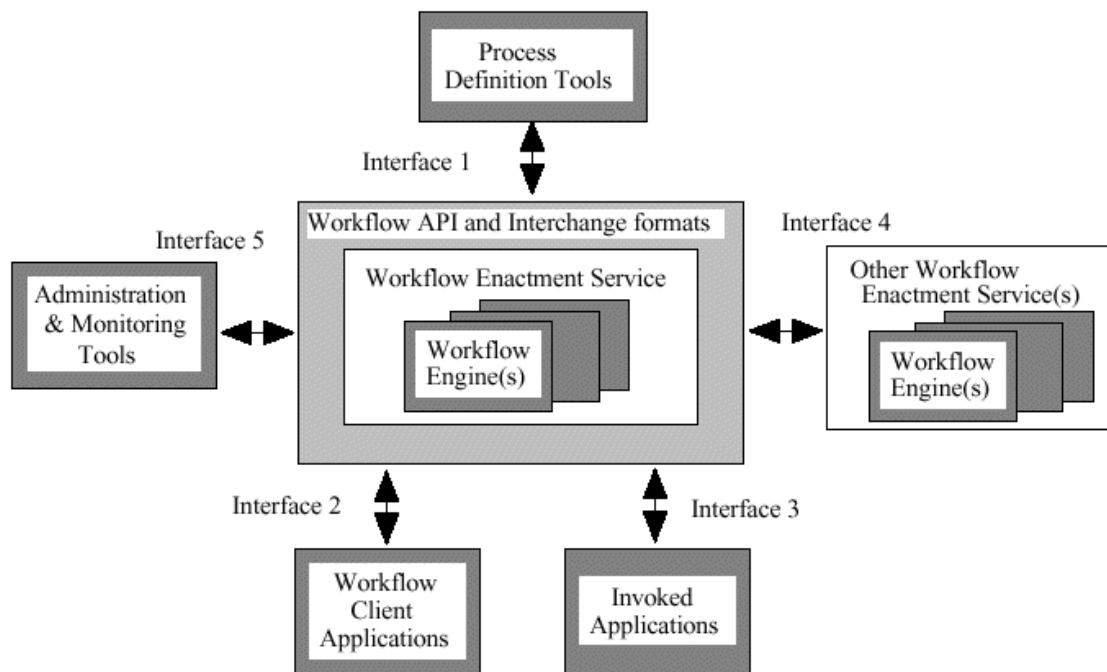 Process
Definition Tools
Interface 1
Workflow API and Interchange formats
Interface 5
Interface 4
Workflow Enactment Service
Other Workflow
Enactment Service(s)
Administration
& Monitoring
Tools
Workflow
Engine(s)
Workflow
Engine(s)
Interface 2
Interface 3
Workflow
Client
Applications
Invoked
Applications